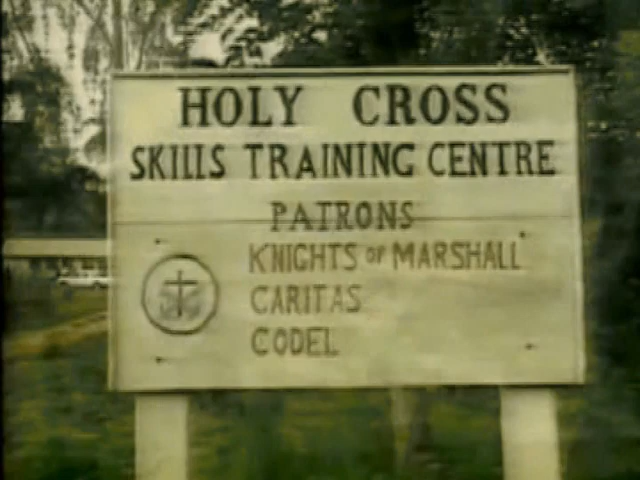 HOLY CROSS
SKILLS TRAINING CENTRE
PATRONS
KNIGHTS OF MARSHALL
CARITAS
CODEL